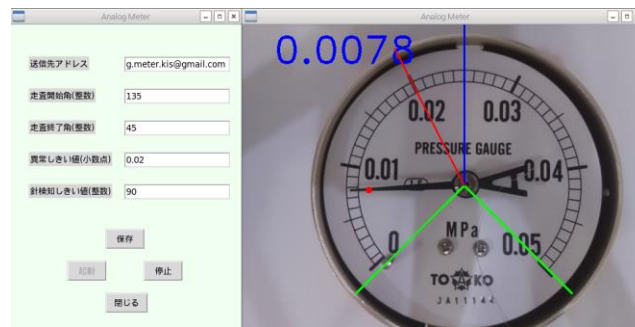 Analog Meter
送信先アドレス
g.meter.kis@gmail.com
走査開始角(整数)
135
走査終了角(整数)
45
異常しきい値(小数点)
0.02
針検知しきい値(整数)
90
保存
起動
停止
閉じる
Analog Meter
0.0078
0.02
0.03
PRESSURE GAUGE
0.01
0.04
MPa
0
0.05
TOAKO
JA11144